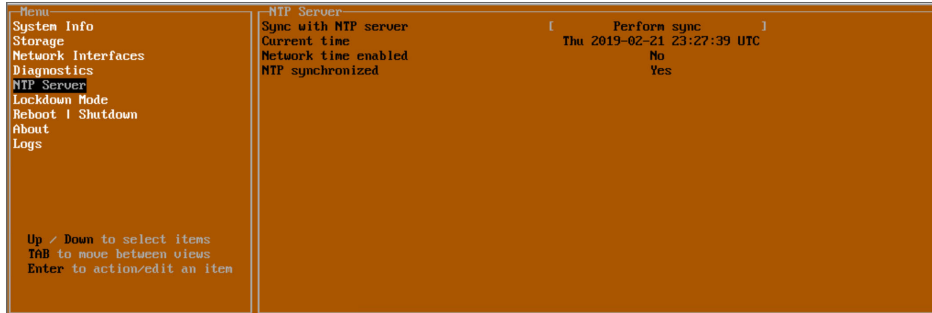 Menu
System Info
Storage
Network Interfaces
Diagnostics
NTP Server
Lockdown Mode
Reboot | Shutdown
About
Logs
Up / Down to select items
TAB to move between views
Enter to action/edit an item
NTP Server
Sync with NTP server [ Perform sync ]
Current time Thu 2019-02-21 23:27:39 UTC
Network time enabled No
NTP synchronized Yes